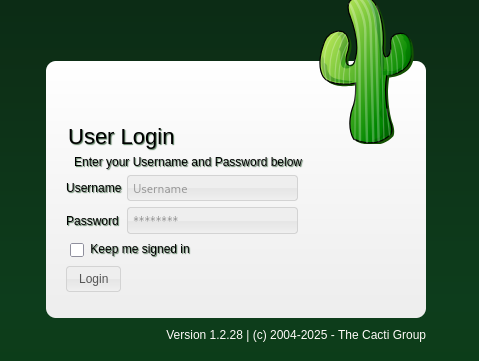 User Login
Enter your Username and Password below
Username Username
Password ********
Keep me signed in
Login
Version 1.2.28 | (c) 2004-2025 - The Cacti Group